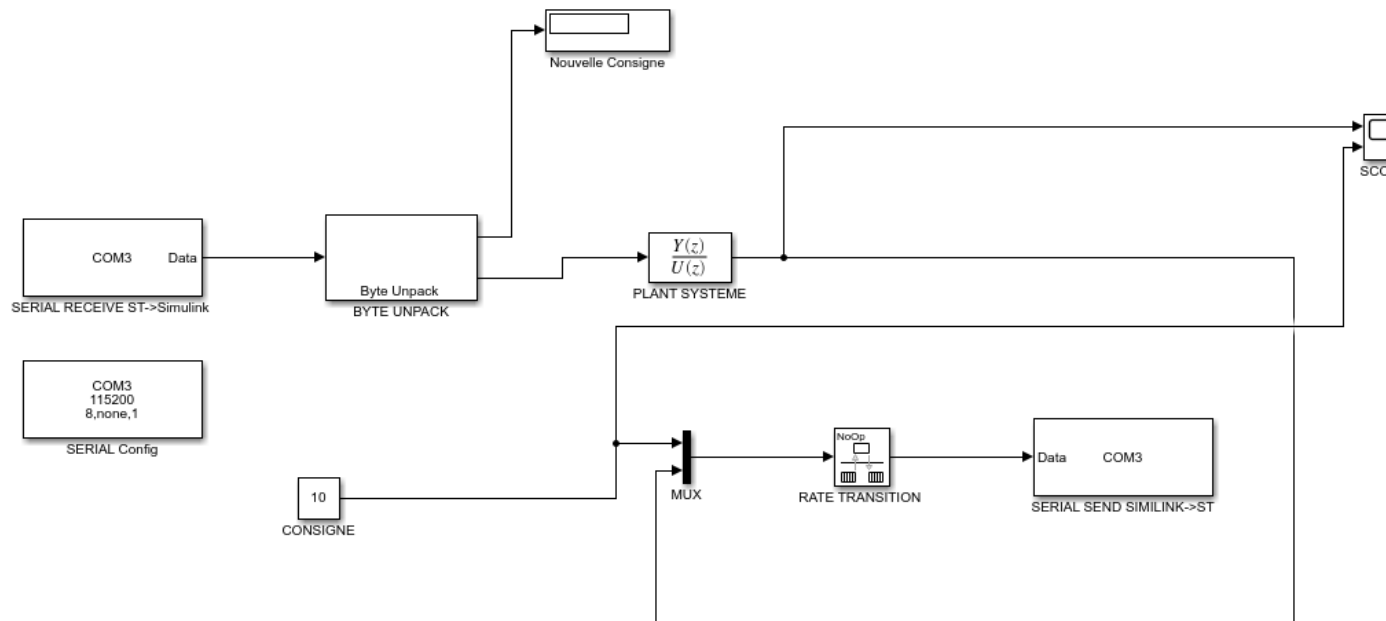 Nouvelle Consigne
SCO
COM3 Data
SERIAL RECEIVE ST->Simulink
Byte Unpack
BYTE UNPACK
Y(z)
U(z)
PLANT SYSTEME
COM3
115200
8,none,1
SERIAL Config
10
CONSIGNE
MUX
NoOp
RATE TRANSITION
Data COM3
SERIAL SEND SIMILINK->ST